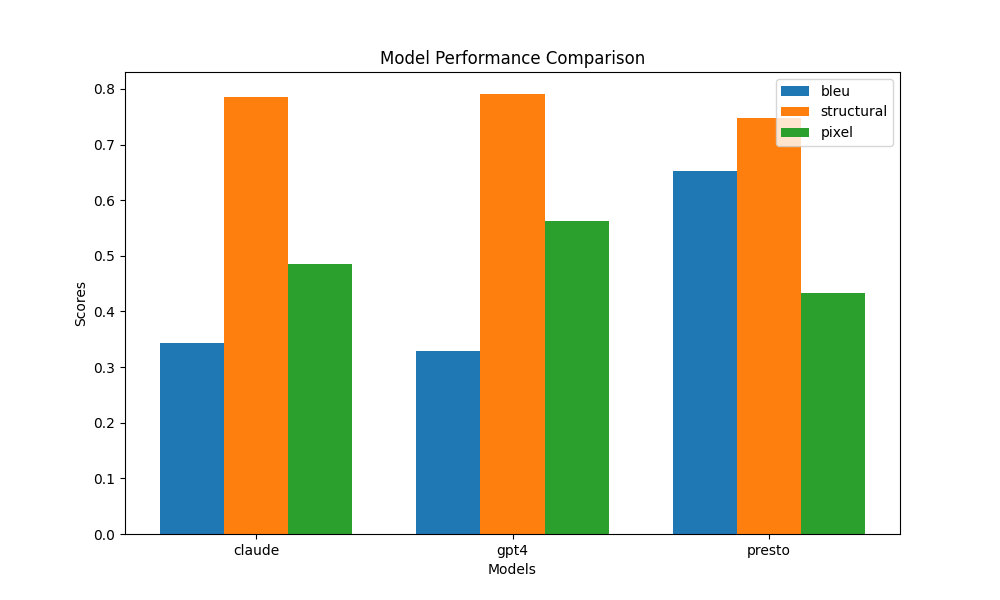 Model Performance Comparison
bleu
structural
pixel
0.8
0.7
0.6
0.5
0.4
0.3
0.2
0.1
0.0
Scores
claude
gpt4
presto
Models